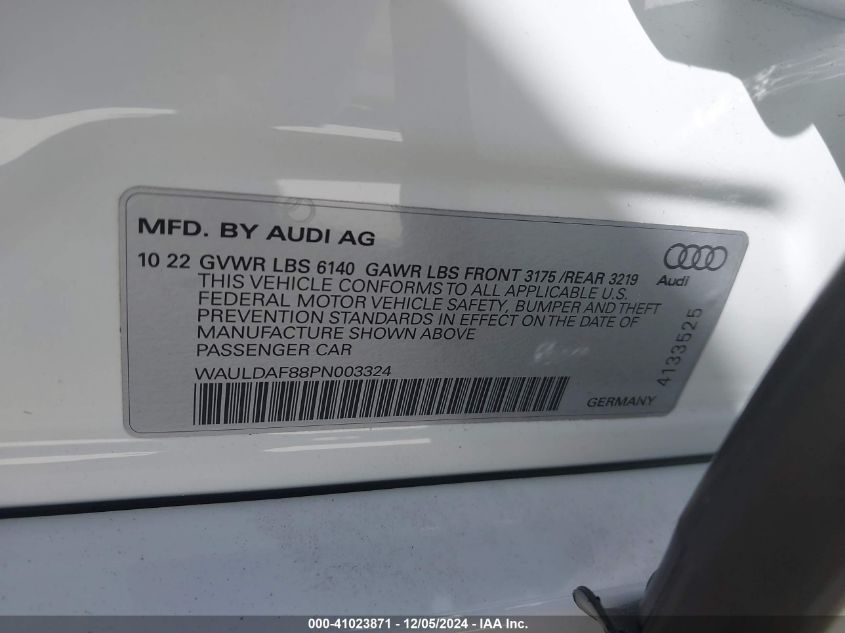 MFD. BY AUDI AG
10 22 GVWR LBS 6140 GAWR LBS FRONT 3175 /REAR 3219
THIS VEHICLE CONFORMS TO ALL APPLICABLE U.S.
FEDERAL MOTOR VEHICLE SAFETY, BUMPER AND THEFT
PREVENTION STANDARDS IN EFFECT ON THE DATE OF
MANUFACTURE SHOWN ABOVE
PASSENGER CAR
WAULDAF88PN003324
Audi
4133525
GERMANY
000-41023871 - 12/05/2024 - IAA Inc.